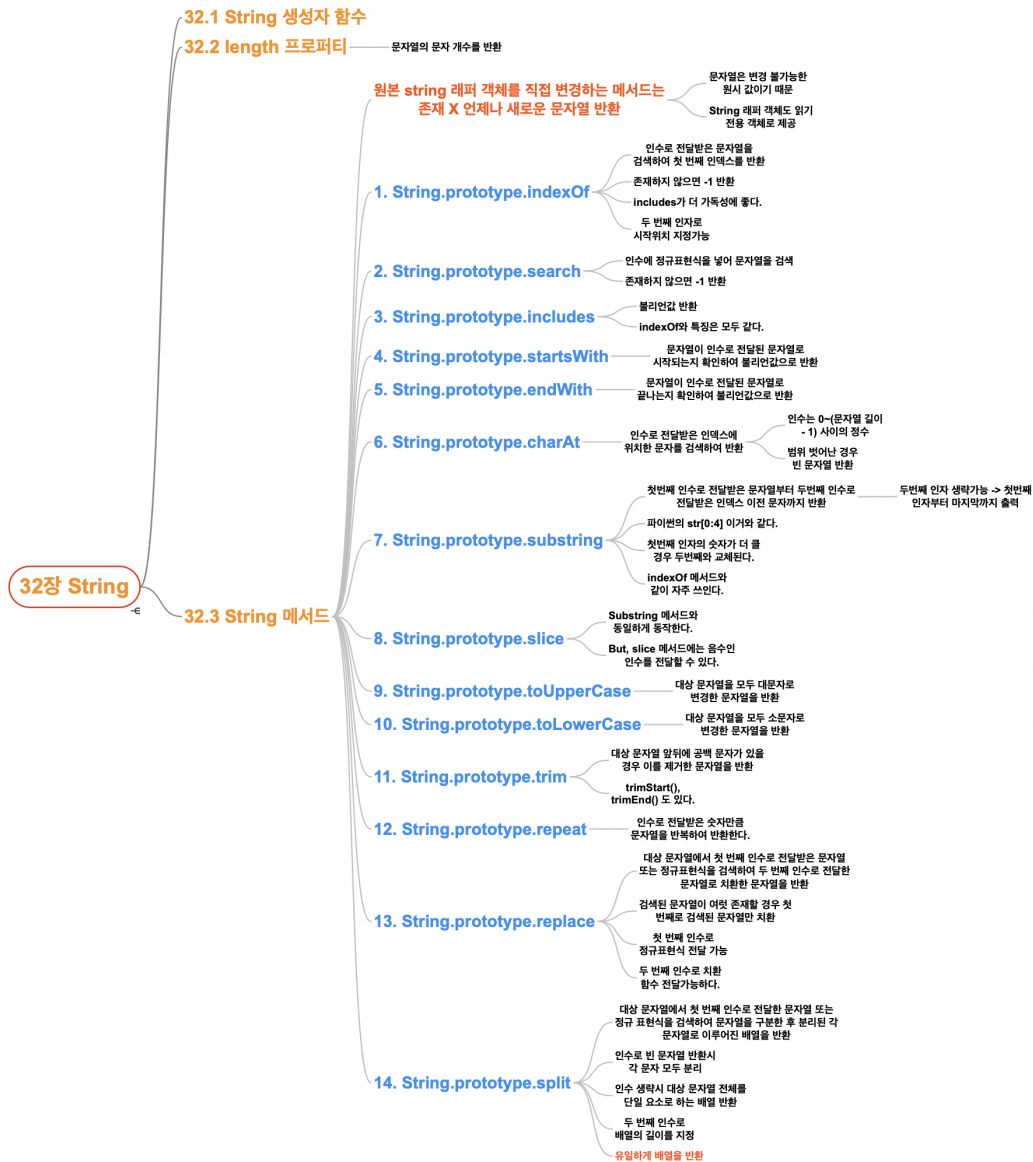 32장 String
32.1 String 생성자 함수
32.2 length 프로퍼티
문자열의 문자 개수를 반환
32.3 String 메서드
원본 string 래퍼 객체를 직접 변경하는 메서드는
존재 X 언제나 새로운 문자열 반환
문자열은 변경 불가능한
원시 값이기 때문
String 래퍼 객체도 읽기
전용 객체로 제공
1. String.prototype.indexOf
인수로 전달받은 문자열을
검색하여 첫 번째 인덱스를 반환
존재하지 않으면 -1 반환
includes가 더 가독성에 좋다.
두 번째 인자로
시작위치 지정가능
2. String.prototype.search
인수에 정규표현식을 넣어 문자열을 검색
존재하지 않으면 -1 반환
3. String.prototype.includes
불리언값 반환
indexOf와 특징은 모두 같다.
4. String.prototype.startsWith
문자열이 인수로 전달된 문자열로
시작되는지 확인하여 불리언값으로 반환
5. String.prototype.endWith
문자열이 인수로 전달된 문자열로
끝나는지 확인하여 불리언값으로 반환
6. String.prototype.charAt
인수로 전달받은 인덱스에
위치한 문자를 검색하여 반환
인수는 0~(문자열 길이
- 1) 사이의 정수
범위 벗어난 경우
빈 문자열 반환
7. String.prototype.substring
첫번째 인수로 전달받은 문자열부터 두번째 인수로
전달받은 인덱스 이전 문자까지 반환
두번째 인자 생략가능 -> 첫번째
인자부터 마지막까지 출력
파이썬의 str[0:4] 이거와 같다.
첫번째 인자의 숫자가 더 클
경우 두번째와 교체된다.
indexOf 메서드와
같이 자주 쓰인다.
8. String.prototype.slice
Substring 메서드와
동일하게 동작한다.
But, slice 메서드에는 음수인
인수를 전달할 수 있다.
9. String.prototype.toUpperCase
대상 문자열을 모두 대문자로
변경한 문자열을 반환
10. String.prototype.toLowerCase
대상 문자열을 모두 소문자로
변경한 문자열을 반환
11. String.prototype.trim
대상 문자열 앞뒤에 공백 문자가 있을
경우 이를 제거한 문자열을 반환
trimStart(),
trimEnd() 도 있다.
12. String.prototype.repeat
인수로 전달받은 숫자만큼
문자열을 반복하여 반환한다.
13. String.prototype.replace
대상 문자열에서 첫 번째 인수로 전달받은 문자열
또는 정규표현식을 검색하여 두 번째 인수로 전달한
문자열로 치환한 문자열을 반환
검색된 문자열이 여럿 존재할 경우 첫
번째로 검색된 문자열만 치환
첫 번째 인수로
정규표현식 전달 가능
두 번째 인수로 치환
함수 전달가능하다.
14. String.prototype.split
대상 문자열에서 첫 번째 인수로 전달한 문자열 또는
정규 표현식을 검색하여 문자열을 구분한 후 분리된 각
문자열로 이루어진 배열을 반환
인수로 빈 문자열 반환시
각 문자 모두 분리
인수 생략시 대상 문자열 전체를
단일 요소로 하는 배열 반환
두 번째 인수로
배열의 길이를 지정
유일하게 배열을 반환